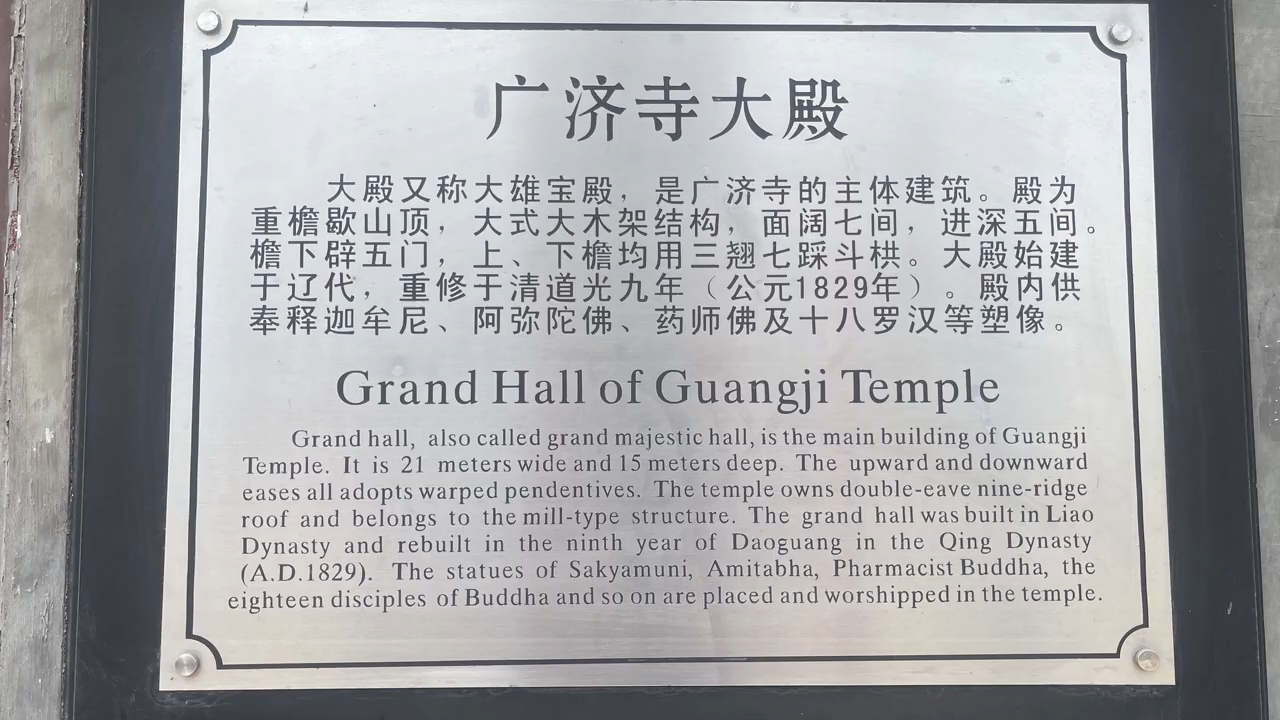 广济寺大殿
大殿又称大雄宝殿，是广济寺的主体建筑。殿为
重檐歇山顶，大式大木架结构，面阔七间，进深五间。
檐下辟五门，上、下檐均用三翘七踩斗栱。大殿始建
于辽代，重修于清道光九年（公元1829年）。殿内供
奉释迦牟尼、阿弥陀佛、药师佛及十八罗汉等塑像。
Grand Hall of Guangji Temple
Grand hall, also called grand majestic hall, is the main building of Guangji
Temple. It is 21 meters wide and 15 meters deep. The upward and downward
eases all adopts warped pendentives. The temple owns double-eave nine-ridge
roof and belongs to the mill-type structure. The grand hall was built in Liao
Dynasty and rebuilt in the ninth year of Daoguang in the Qing Dynasty
(A.D.1829). The statues of Sakyamuni, Amitabha, Pharmacist Buddha, the
eighteen disciples of Buddha and so on are placed and worshipped in the temple.